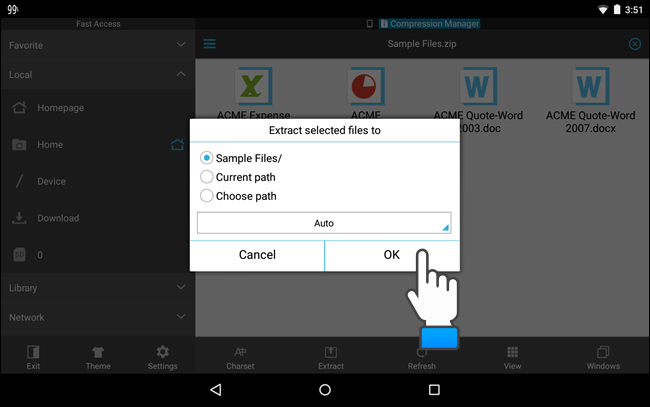 99%
3:51
Fast Access
Compression Manager
Favorite
Sample Files.zip
Local
Homepage
Home
Device
Download
0
Library
Network
ACME Expense
ACME
ACME Quote-Word
2003.doc
ACME Quote-Word
2007.docx
Extract selected files to
Sample Files/
Current path
Choose path
Auto
Cancel
OK
Exit
Theme
Settings
Charset
Extract
Refresh
View
Windows